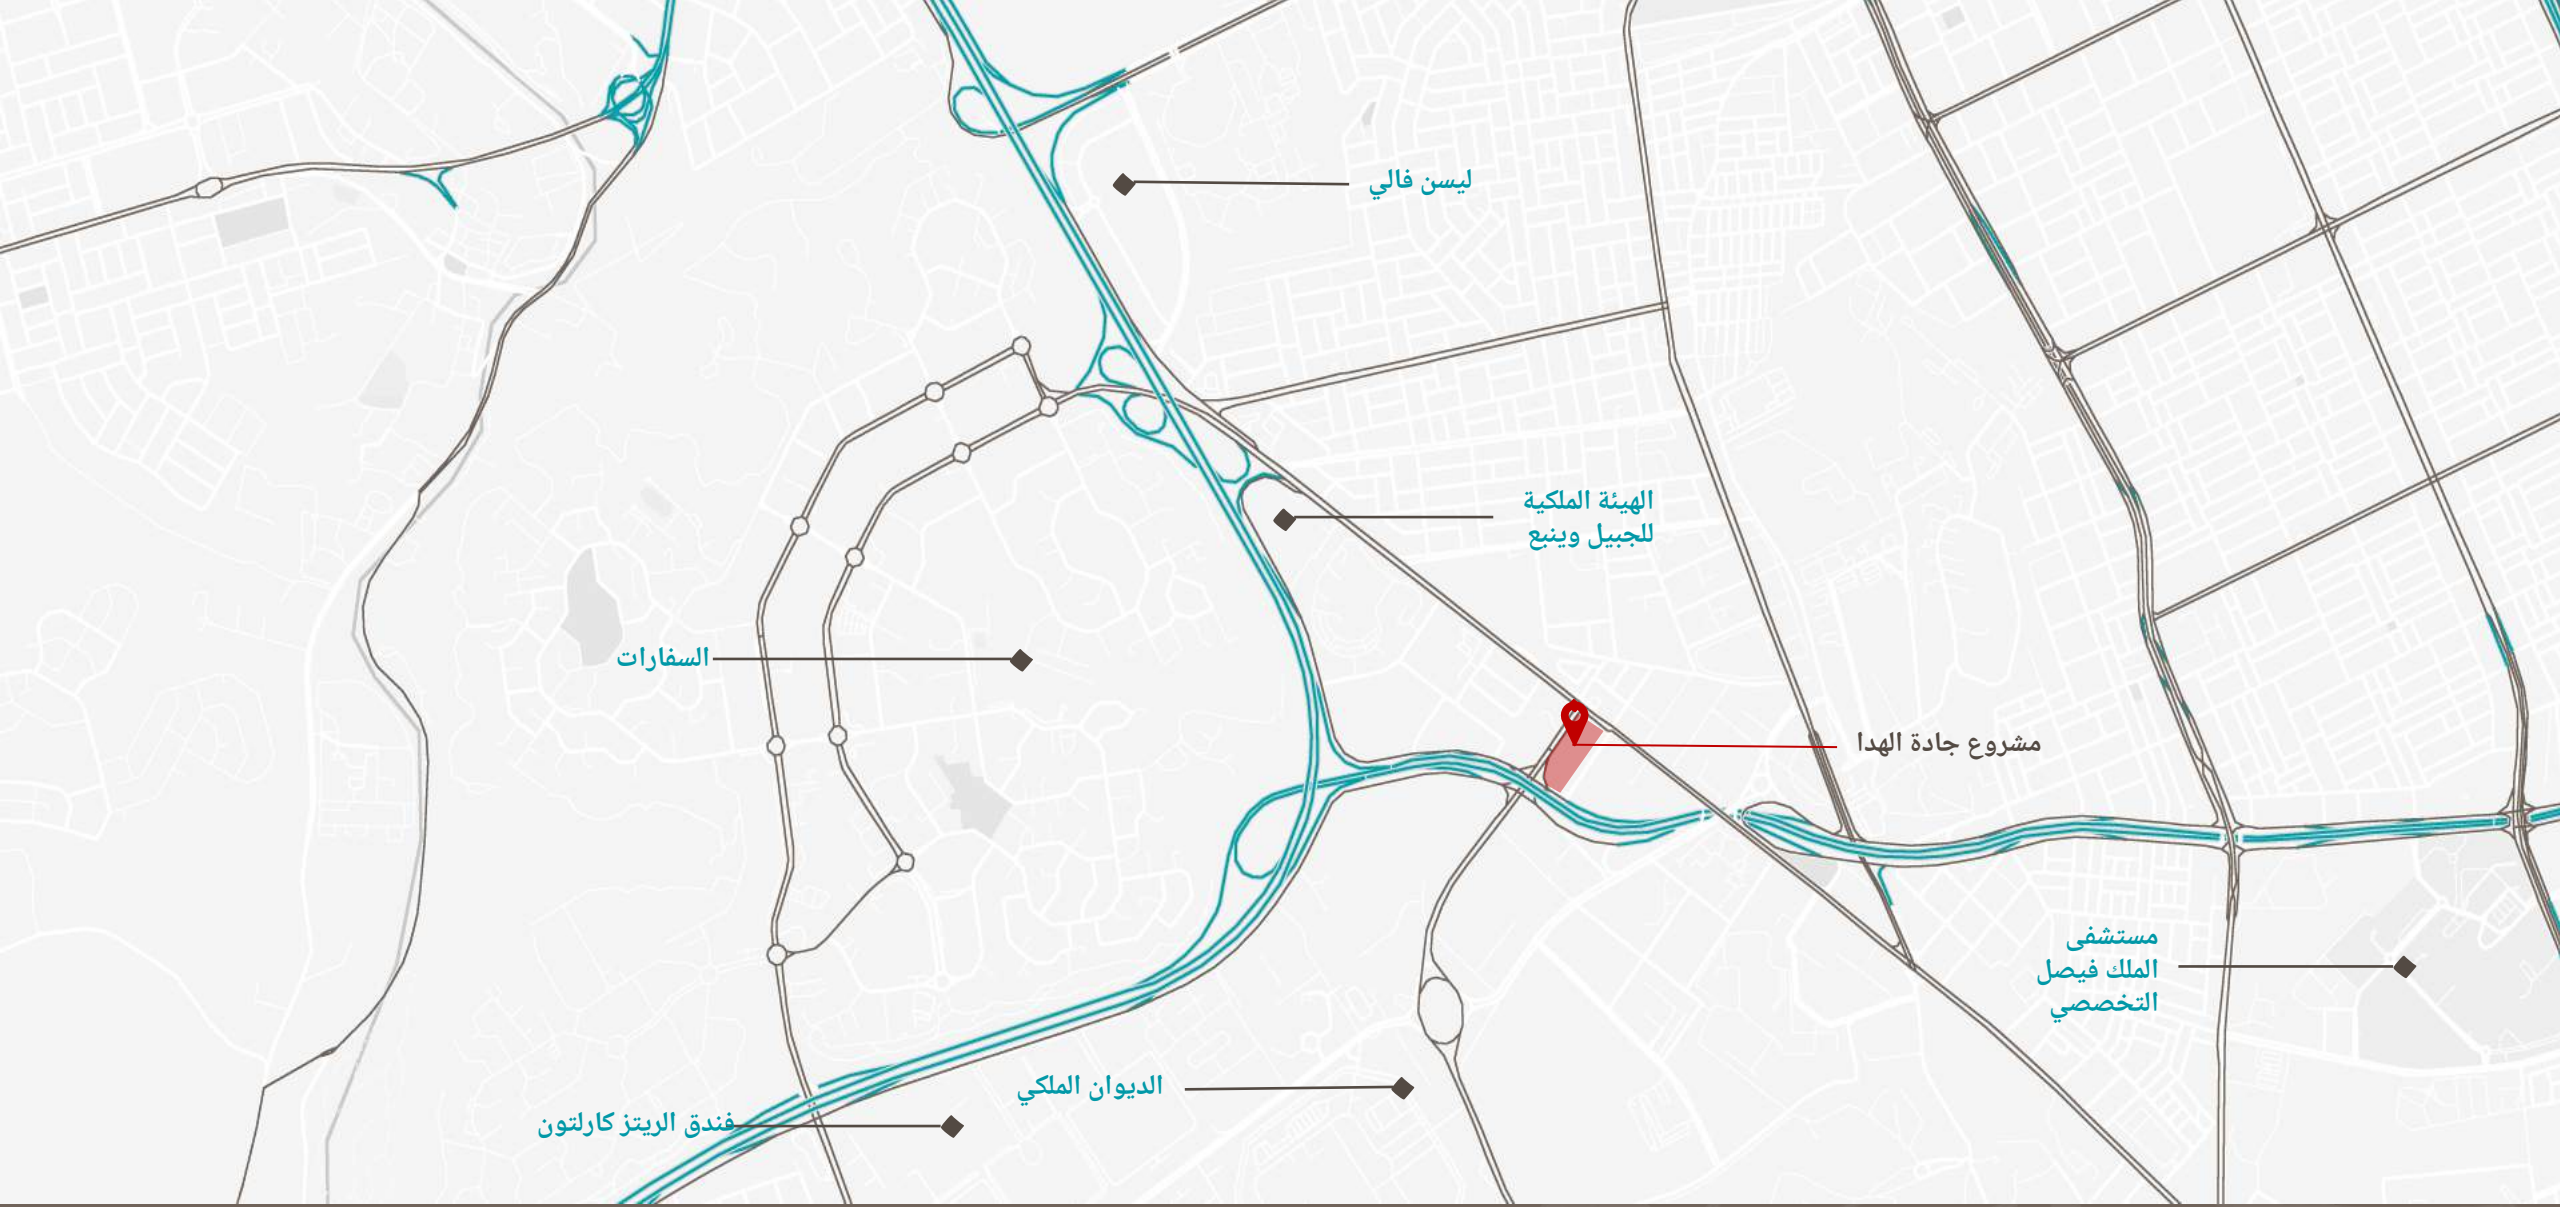 ليسن فالي
الهيئة الملكية
للجبيل وينبع
السفارات
مشروع جادة الهدا
مستشفى
الملك فيصل
التخصصي
الديوان الملكي
فندق الريتز كارلتون